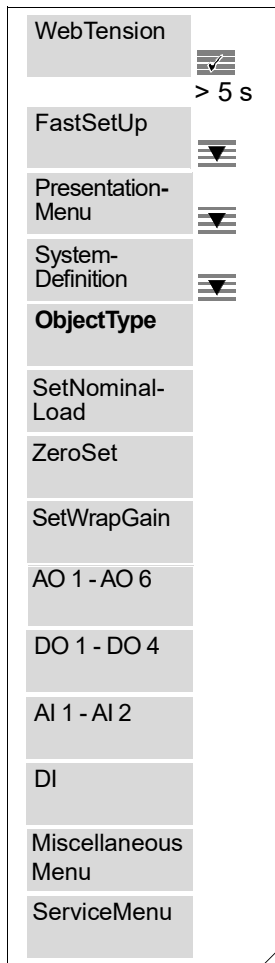 WebTension
> 5 s
FastSetUp
Presentation-
Menu
System-
Definition
ObjectType
SetNominal-
Load
ZeroSet
SetWrapGain
AO 1 - AO 6
DO 1 - DO 4
AI 1 - AI 2
DI
Miscellaneous
Menu
ServiceMenu